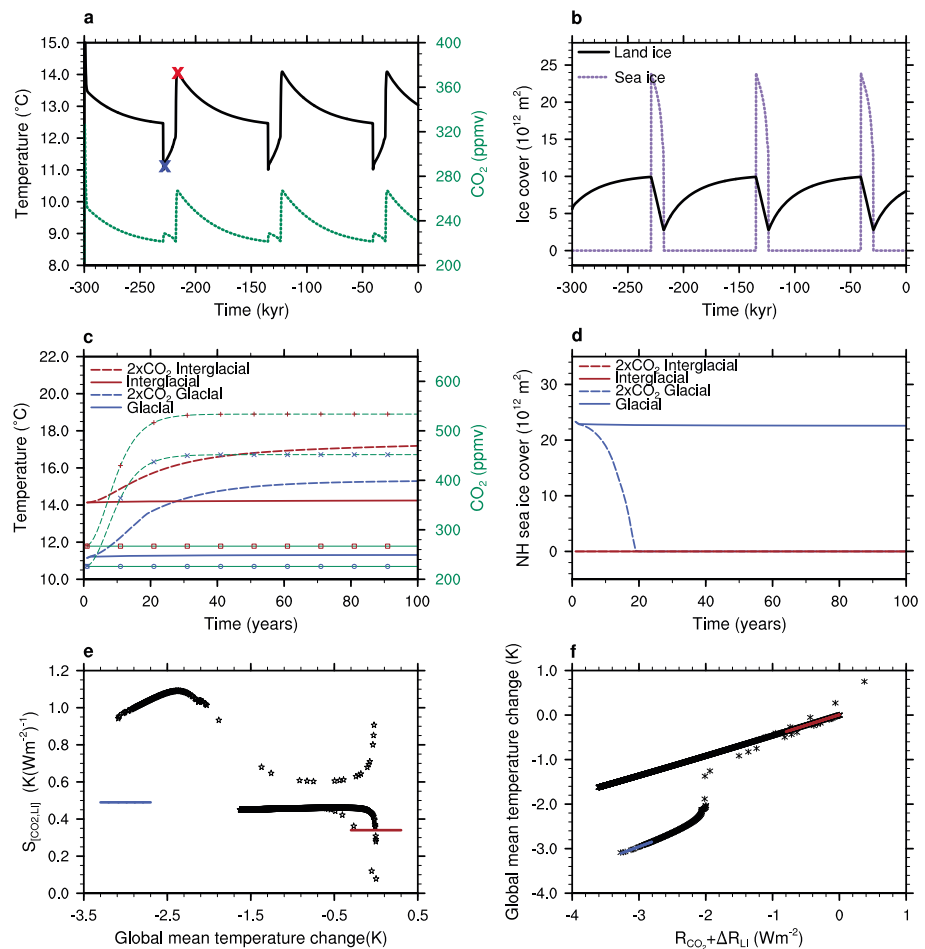 a
Temperature (°C)
15.0
14.0
13.0
12.0
11.0
10.0
9.0
8.0
-300 -250 -200 -150 -100 -50 0
Time (kyr)
400
360
320
280
240
200
CO2 (ppmv)
X
X
b
Land ice
Sea ice
Ice cover (10^12 m^2)
25
20
15
10
5
0
-300 -250 -200 -150 -100 -50 0
Time (kyr)
c
2xCO2 Interglacial
Interglacial
2xCO2 Glacial
Glacial
Temperature (°C)
22.0
20.0
18.0
16.0
14.0
12.0
10.0
0 20 40 60 80 100
Time (years)
600
500
400
300
200
CO2 (ppmv)
d
2xCO2 Interglacial
Interglacial
2xCO2 Glacial
Glacial
NH sea ice cover (10^12 m^2)
30
20
10
0
0 20 40 60 80 100
Time (years)
e
S[CO2,LI] (K(Wm-2)-1)
1.2
1.0
0.8
0.6
0.4
0.2
0.0
-3.5 -2.5 -1.5 -0.5 0.5
Global mean temperature change(K)
f
Global mean temperature change (K)
1.0
0.0
-1.0
-2.0
-3.0
-4.0
-4 -3 -2 -1 0 1
RCO2+ΔRLI (Wm-2)